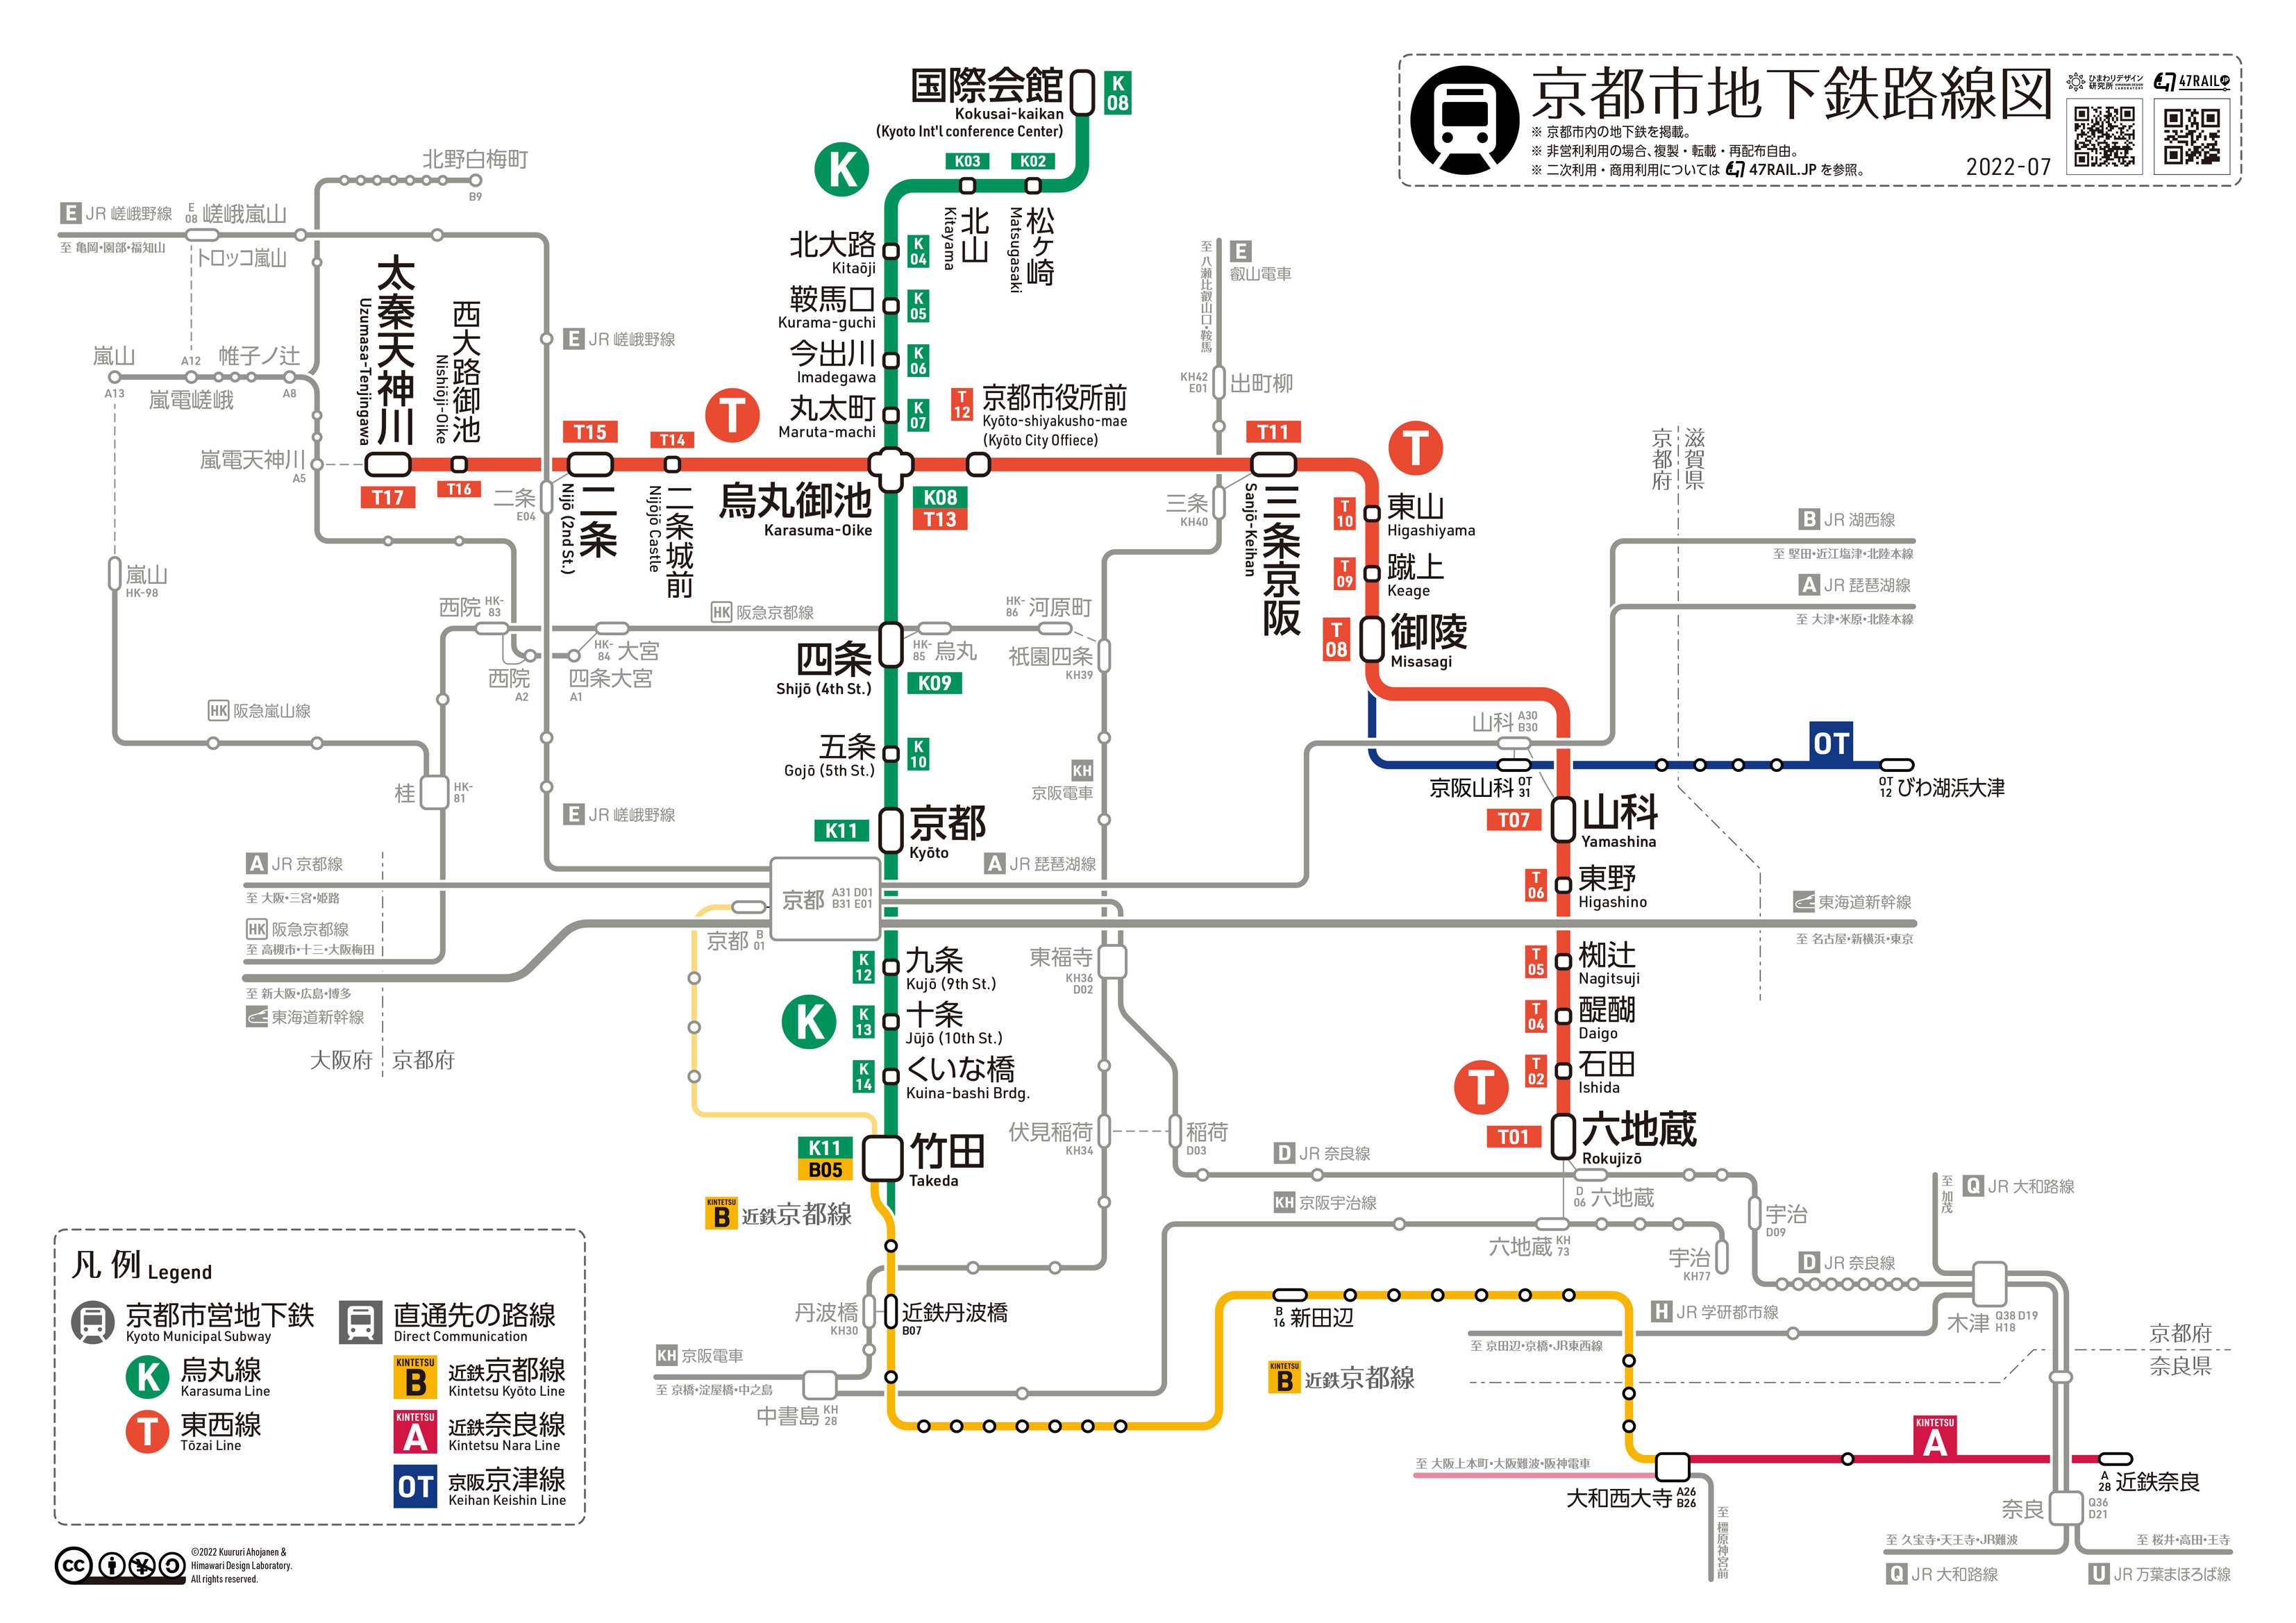 京都市地下鉄路線図
※ 京都市内の地下鉄を掲載。
※ 非営利利用の場合、複製・転載・再配布自由。
※ 二次利用・商用利用については 47RAIL.JP を参照。
2022-07
ひまわりデザイン
研究所
47RAIL.JP
国際会館
Kokusai-kaikan
(Kyoto Int'l conference Center)
K
08
K
K03
K02
北山
Kitayama
松ヶ崎
Matsugasaki
北大路
Kitaōji
K
04
鞍馬口
Kurama-guchi
K
05
今出川
Imadegawa
K
06
丸太町
Maruta-machi
K
07
北野白梅町
B9
E JR 嵯峨野線
至 亀岡・園部・福知山
E
08
嵯峨嵐山
トロッコ嵐山
嵐山
A13
A12
嵐電嵯峨
帷子ノ辻
A8
嵐電天神川
A5
太秦天神川
Uzumasa-Tenjingawa
T17
西大路御池
Nishiōji-Oike
T16
E JR 嵯峨野線
T15
二条
E04
二条
Nijō (2nd St.)
T14
二条城前
Nijōjō Castle
T
烏丸御池
Karasuma-Oike
K08
T13
T
12
京都市役所前
Kyōto-shiyakusho-mae
(Kyōto City Offiece)
E
叡山電車
至 八瀬比叡山口・鞍馬
KH42
E01
出町柳
T11
三条
KH40
三条京阪
Sanjō-Keihan
T
T
10
東山
Higashiyama
T
09
蹴上
Keage
T
08
御陵
Misasagi
京都府
滋賀県
B JR 湖西線
至 堅田・近江塩津・北陸本線
A JR 琵琶湖線
至 大津・米原・北陸本線
嵐山
HK-98
西院
HK-
83
HK 阪急京都線
HK-
86
河原町
西院
A2
HK-
84
大宮
四条大宮
A1
四条
Shijō (4th St.)
K09
HK-
85
烏丸
祇園四条
KH39
HK 阪急嵐山線
桂
HK-
81
五条
Gojō (5th St.)
K
10
KH
京阪電車
山科
A30
B30
京阪山科
OT
31
OT
OT
12
びわ湖浜大津
E JR 嵯峨野線
K11
京都
Kyōto
T07
山科
Yamashina
A JR 京都線
至 大阪・三宮・姫路
HK 阪急京都線
至 高槻市・十三・大阪梅田
至 新大阪・広島・博多
東海道新幹線
大阪府
京都府
京都
A31 D01
B31 E01
京都
B
01
A JR 琵琶湖線
T
06
東野
Higashino
東海道新幹線
至 名古屋・新横浜・東京
K
12
九条
Kujō (9th St.)
東福寺
KH36
D02
T
05
椥辻
Nagitsuji
K
K
13
十条
Jūjō (10th St.)
T
04
醍醐
Daigo
K
14
くいな橋
Kuina-bashi Brdg.
T
T
02
石田
Ishida
K11
B05
竹田
Takeda
伏見稲荷
KH34
稲荷
D03
T01
六地蔵
Rokujizō
D JR 奈良線
KINTETSU
B
近鉄京都線
KH 京阪宇治線
D
06
六地蔵
六地蔵
KH
73
宇治
D09
宇治
KH77
D JR 奈良線
至 加茂
Q JR 大和路線
丹波橋
KH30
近鉄丹波橋
B07
B
16
新田辺
H JR 学研都市線
至 京田辺・京橋・JR東西線
木津
Q38 D19
H18
京都府
奈良県
KH 京阪電車
至 京橋・淀屋橋・中之島
中書島
KH
28
KINTETSU
B
近鉄京都線
KINTETSU
A
至 大阪上本町・大阪難波・阪神電車
大和西大寺
A26
B26
至 橿原神宮前
A
28
近鉄奈良
奈良
Q36
D21
至 久宝寺・天王寺・JR難波
Q JR 大和路線
至 桜井・高田・王寺
U JR 万葉まほろば線
凡例 Legend
京都市営地下鉄
Kyoto Municipal Subway
K
烏丸線
Karasuma Line
T
東西線
Tōzai Line
直通先の路線
Direct Communication
KINTETSU
B
近鉄京都線
Kintetsu Kyōto Line
KINTETSU
A
近鉄奈良線
Kintetsu Nara Line
OT
京阪京津線
Keihan Keishin Line
cc
©2022 Kuururi Ahojanen &
Himawari Design Laboratory.
All rights reserved.